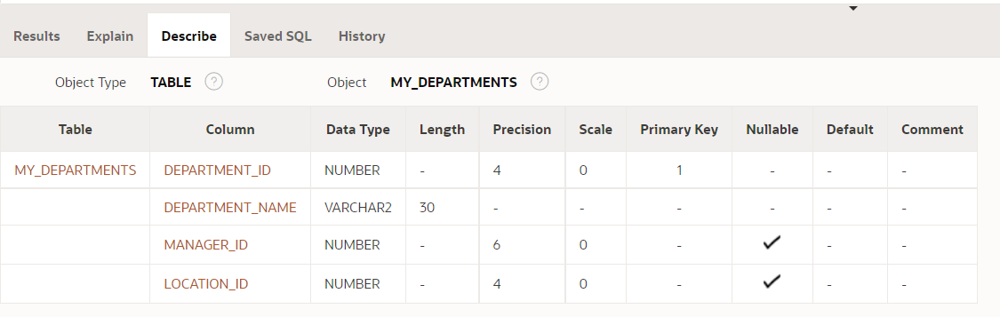 Results Explain Describe Saved SQL History
Object Type TABLE ? Object MY_DEPARTMENTS ?
Table Column Data Type Length Precision Scale Primary Key Nullable Default Comment
MY_DEPARTMENTS DEPARTMENT_ID NUMBER - 4 0 1 - - -
DEPARTMENT_NAME VARCHAR2 30 - - - - - -
MANAGER_ID NUMBER - 6 0 - ✓ - -
LOCATION_ID NUMBER - 4 0 - ✓ - -